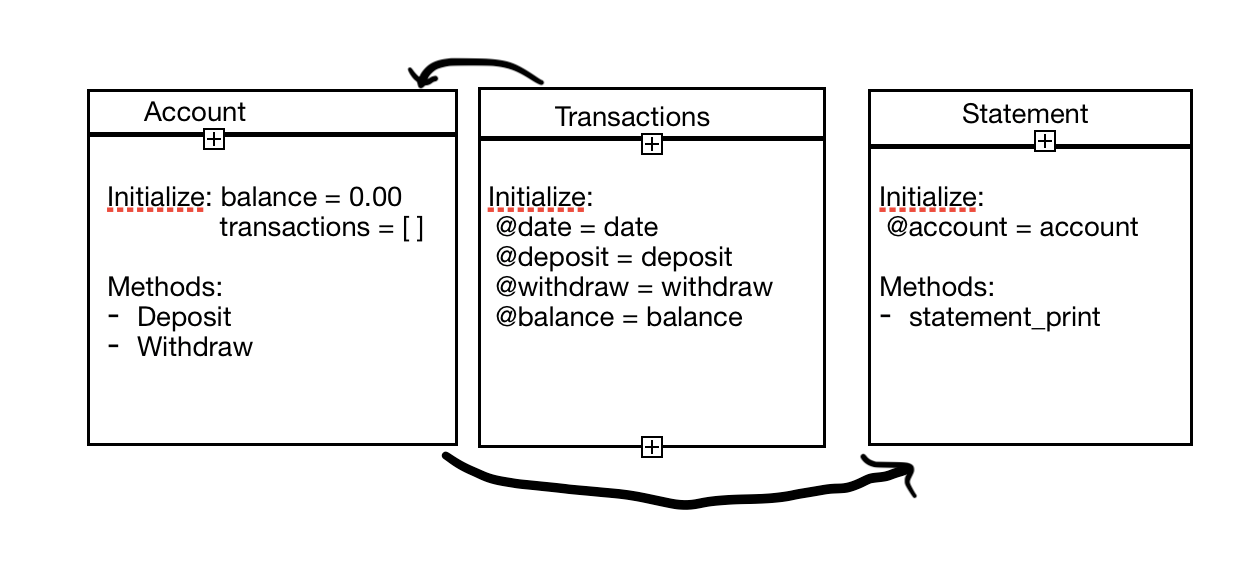 Account
Initialize: balance = 0.00
transactions = [ ]
Methods:
- Deposit
- Withdraw
Transactions
Initialize:
@date = date
@deposit = deposit
@withdraw = withdraw
@balance = balance
Statement
Initialize:
@account = account
Methods:
- statement_print